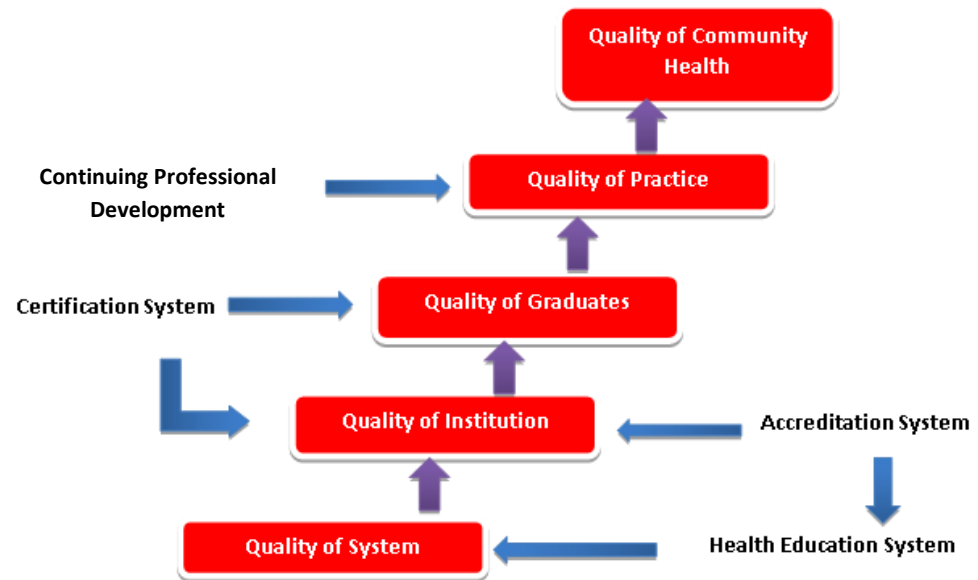 Quality of Community
Health
Continuing Professional
Development
Quality of Practice
Certification System
Quality of Graduates
Quality of Institution
Accreditation System
Quality of System
Health Education System